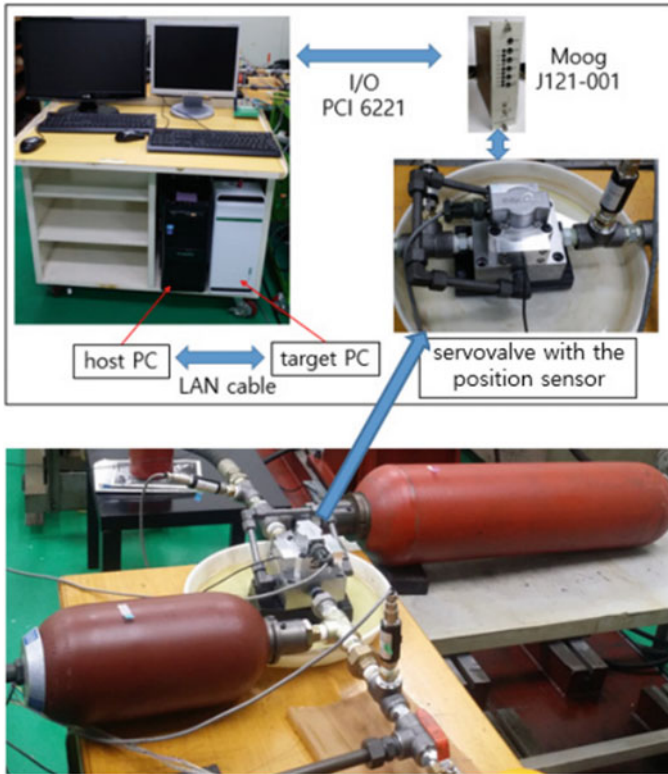 I/O
PCI 6221
Moog
J121-001
host PC
target PC
LAN cable
servovalve with the
position sensor